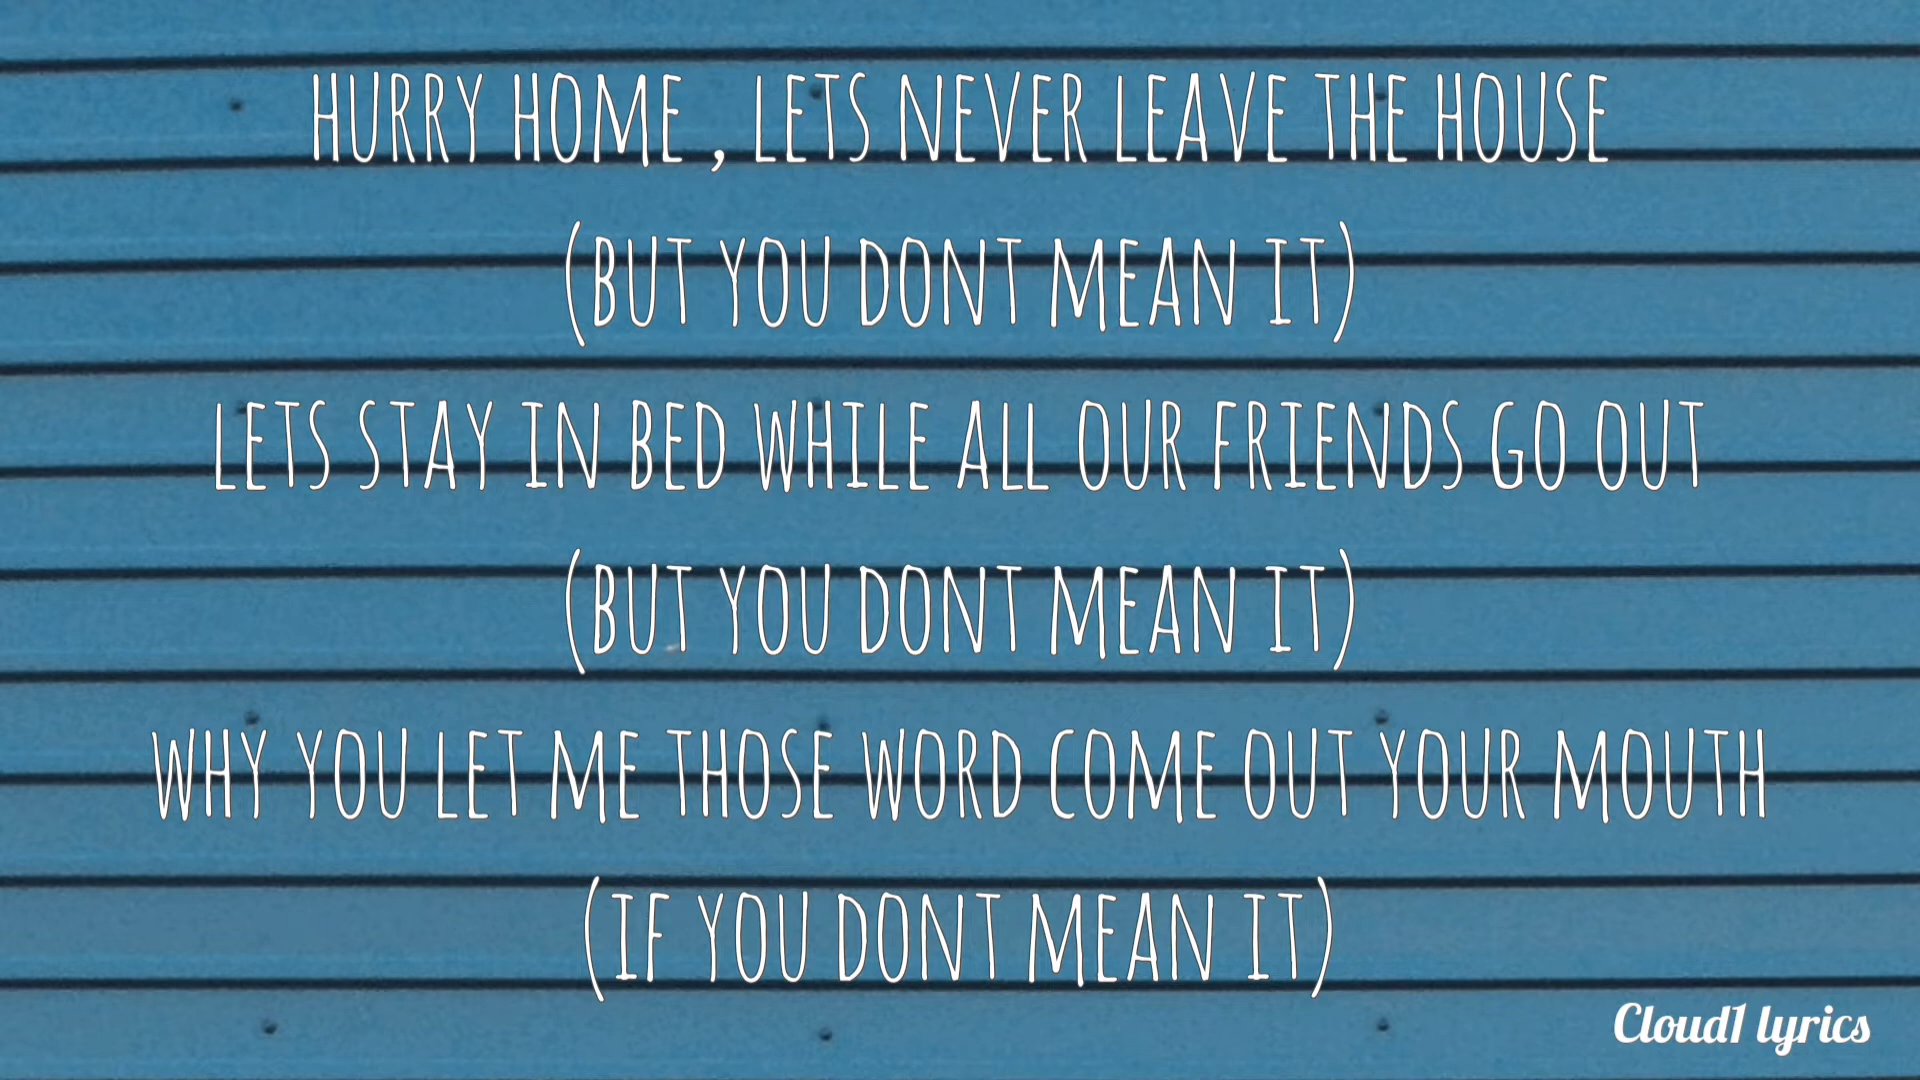 HURRY HOME , LETS NEVER LEAVE THE HOUSE
(BUT YOU DONT MEAN IT)
LETS STAY IN BED WHILE ALL OUR FRIENDS GO OUT
(BUT YOU DONT MEAN IT)
WHY YOU LET ME THOSE WORD COME OUT YOUR MOUTH
(IF YOU DONT MEAN IT)
Cloud1 lyrics